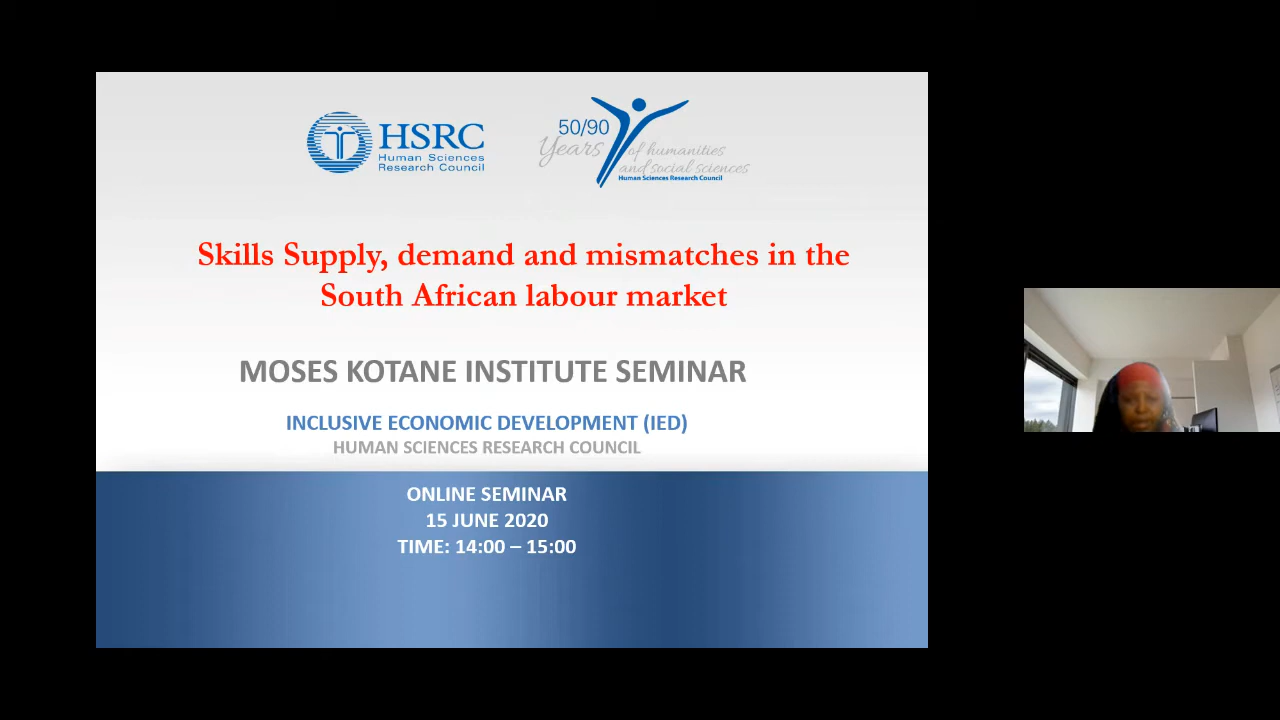 HSRC
Human Sciences
Research Council
50/90
Years of humanities
and social sciences
Human Sciences Research Council
Skills Supply, demand and mismatches in the
South African labour market
MOSES KOTANE INSTITUTE SEMINAR
INCLUSIVE ECONOMIC DEVELOPMENT (IED)
HUMAN SCIENCES RESEARCH COUNCIL
ONLINE SEMINAR
15 JUNE 2020
TIME: 14:00 – 15:00